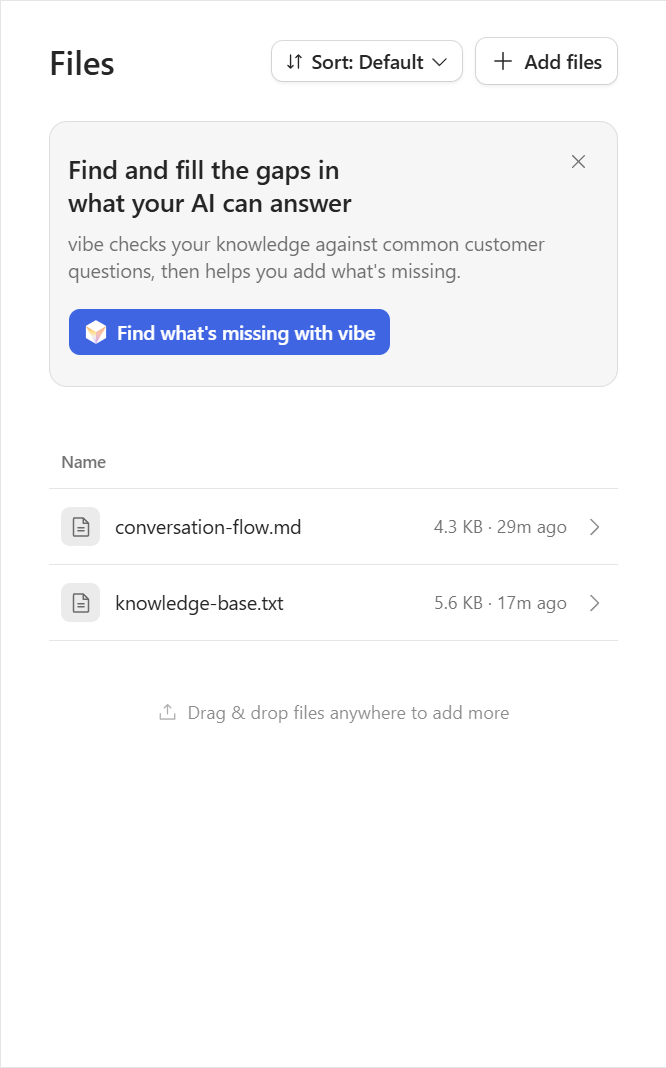 Files
Sort: Default
Add files
Find and fill the gaps in
what your AI can answer
vibe checks your knowledge against common customer
questions, then helps you add what's missing.
Find what's missing with vibe
Name
conversation-flow.md 4.3 KB · 29m ago
knowledge-base.txt 5.6 KB · 17m ago
Drag & drop files anywhere to add more